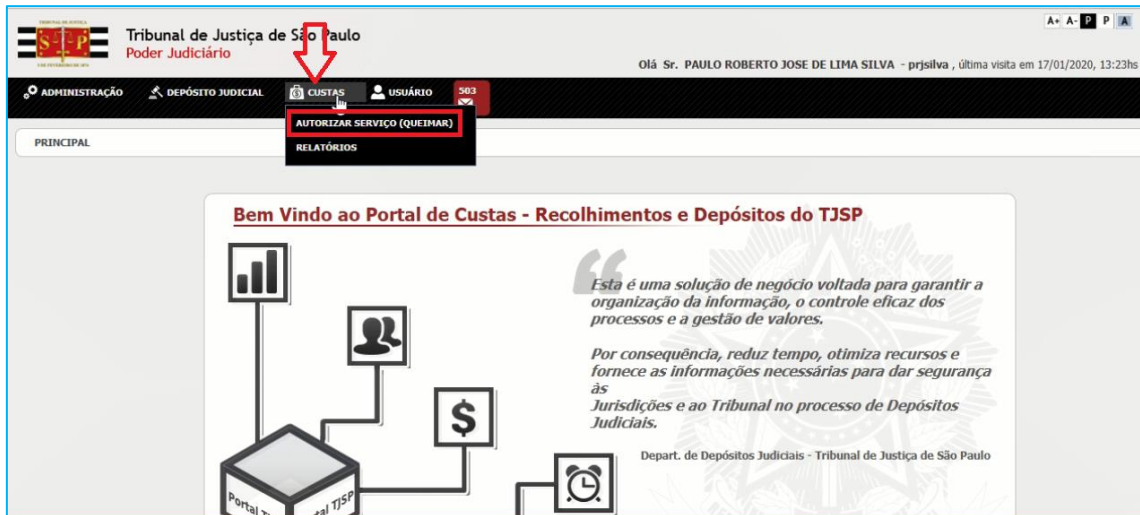 A+ A- P P A
S P
Tribunal de Justiça de São Paulo
Poder Judiciário
Olá Sr. PAULO ROBERTO JOSE DE LIMA SILVA - prjsilva , última visita em 17/01/2020, 13:23hs
ADMINISTRAÇÃO DEPÓSITO JUDICIAL CUSTAS USUÁRIO 503
AUTORIZAR SERVIÇO (QUEIMAR)
RELATÓRIOS
PRINCIPAL
Bem Vindo ao Portal de Custas - Recolhimentos e Depósitos do TJSP
Esta é uma solução de negócio voltada para garantir a
organização da informação, o controle eficaz dos
processos e a gestão de valores.
Por consequência, reduz tempo, otimiza recursos e
fornece as informações necessárias para dar segurança
às
Jurisdições e ao Tribunal no processo de Depósitos
Judiciais.
Depart. de Depósitos Judiciais - Tribunal de Justiça de São Paulo
$
Portal
TJSP